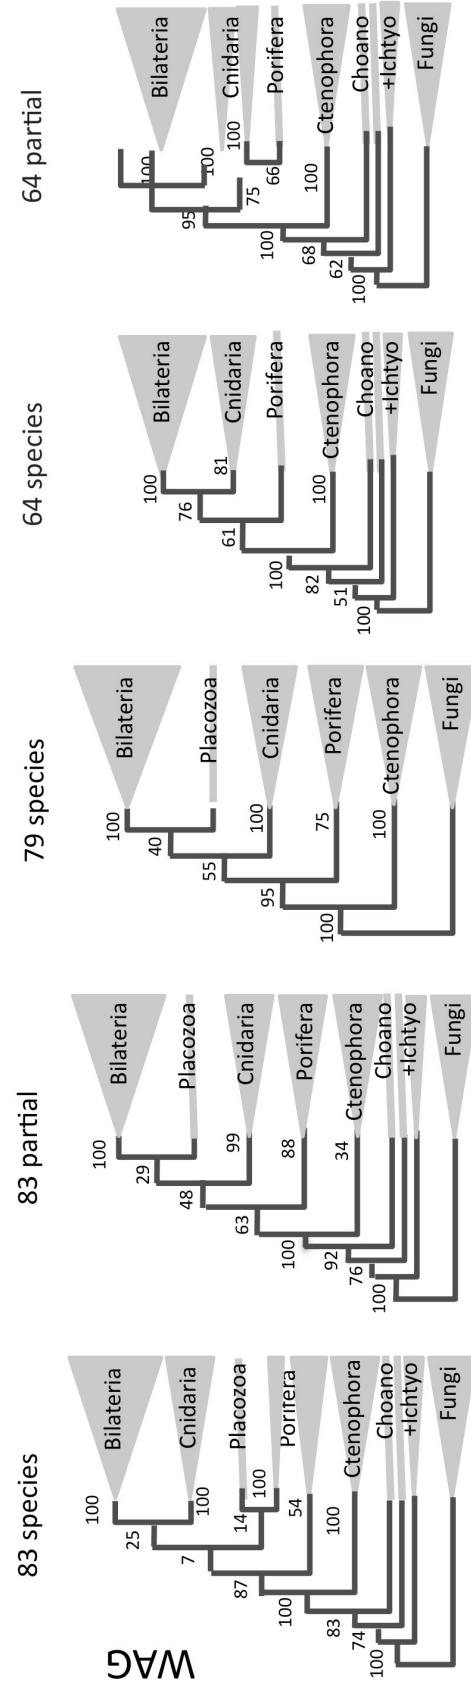 64 partial
Bilateria
Cnidaria
Porifera
Ctenophora
Choano
+Ichtyo
Fungi
100
100
100
95
75
66
100
100
68
62
100
64 species
Bilateria
Cnidaria
Porifera
Ctenophora
Choano
+Ichtyo
Fungi
100
81
76
61
100
100
82
51
100
79 species
Bilateria
Placozoa
Cnidaria
Porifera
Ctenophora
Fungi
100
40
100
55
75
95
100
100
83 partial
Bilateria
Placozoa
Cnidaria
Porifera
Ctenophora
Choano
+Ichtyo
Fungi
100
29
99
48
88
63
34
100
92
76
100
83 species
Bilateria
Cnidaria
Placozoa
Porifera
Ctenophora
Choano
+Ichtyo
Fungi
100
25
100
7
14
100
54
87
100
100
83
74
100
WAG